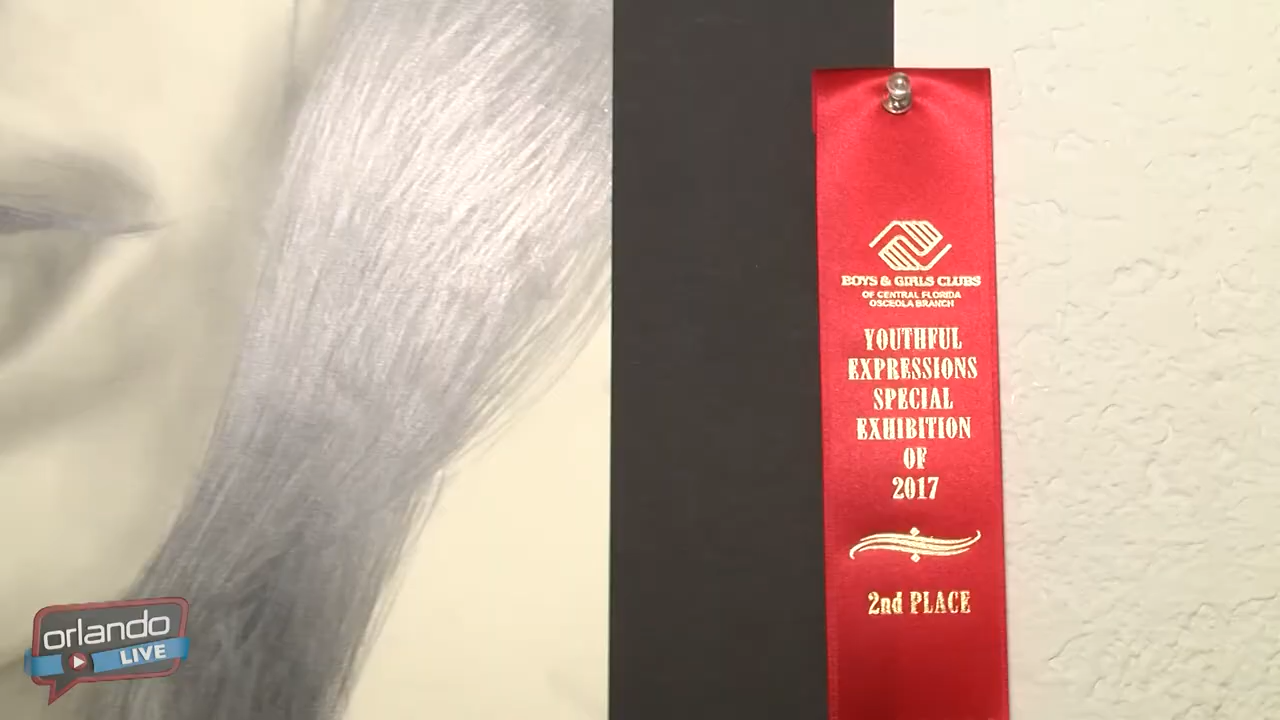 BOYS & GIRLS CLUBS
OF CENTRAL FLORIDA
OSCEOLA BRANCH
YOUTHFUL
EXPRESSIONS
SPECIAL
EXHIBITION
OF
2017
2nd PLACE
orlando
LIVE